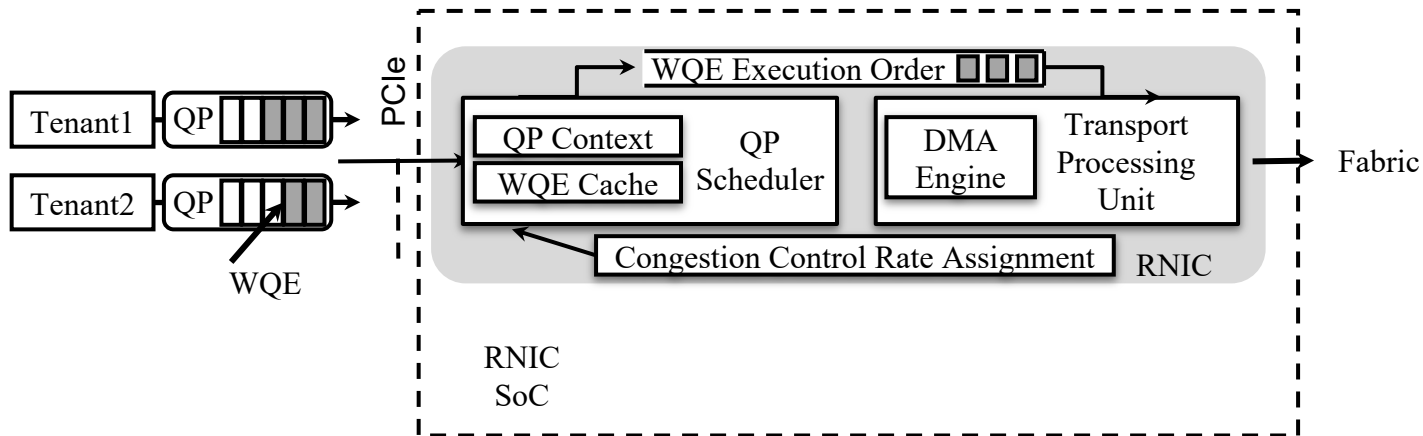 Tenant1
QP
Tenant2
QP
WQE
PCIe
WQE Execution Order
QP Context
WQE Cache
QP
Scheduler
DMA
Engine
Transport
Processing
Unit
Congestion Control Rate Assignment
RNIC
Fabric
RNIC
SoC